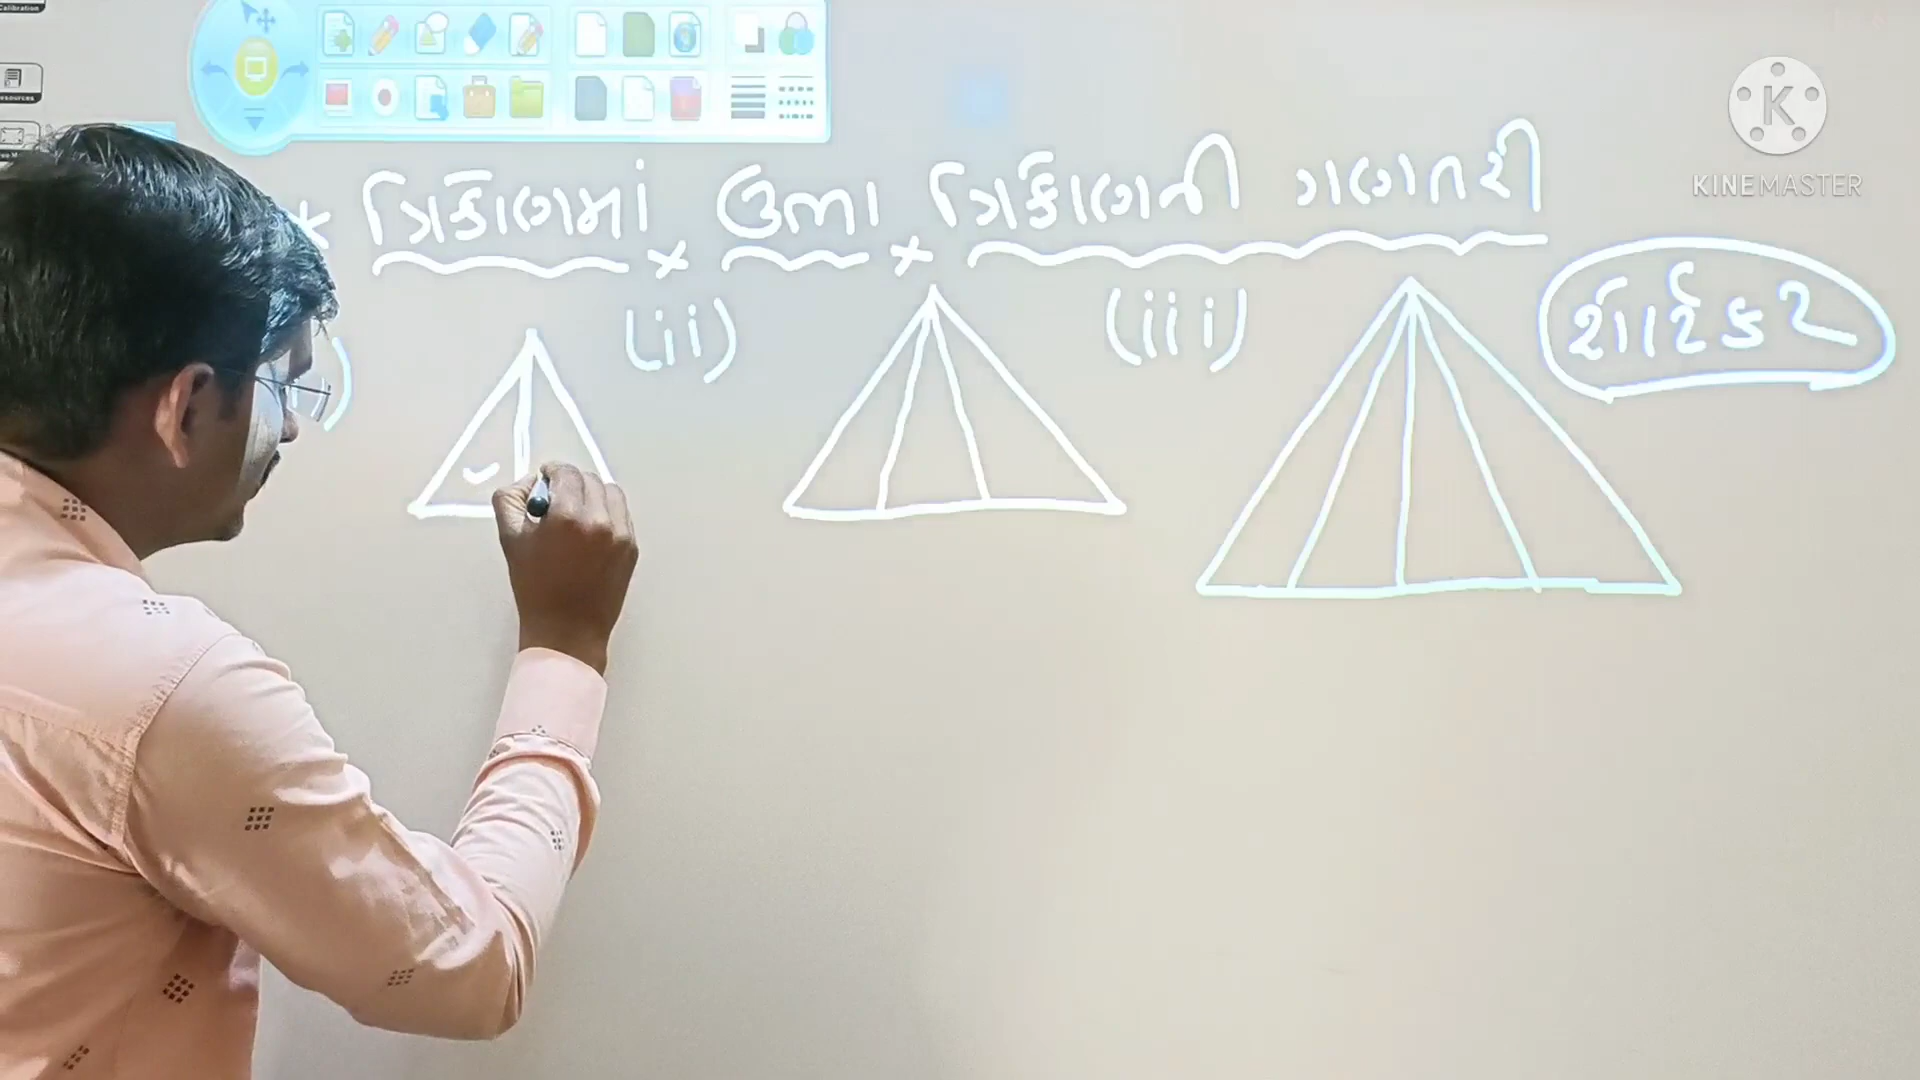 * ત્રિકોણમાં ઉભા ત્રિકોણની ગણતરી
(ii) (iii) શોર્ટકટ
KINEMASTER